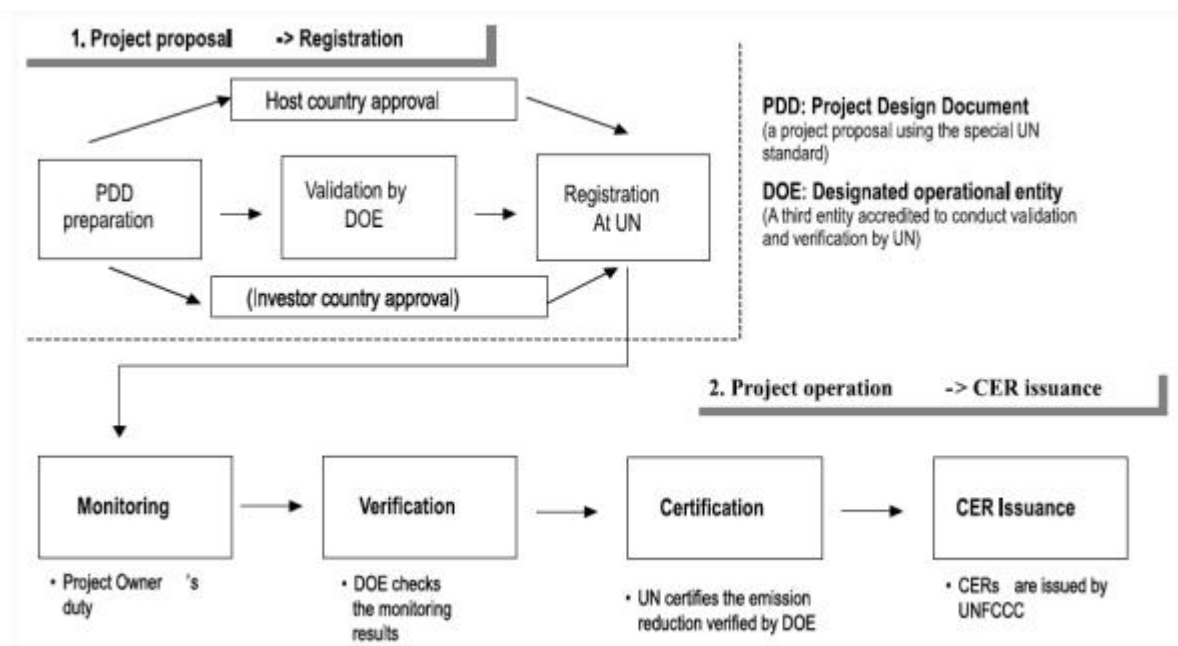 1. Project proposal -> Registration
Host country approval
PDD: Project Design Document
(a project proposal using the special UN
standard)
DOE: Designated operational entity
(A third entity accredited to conduct validation
and verification by UN)
PDD
preparation
Validation by
DOE
Registration
At UN
(Investor country approval)
2. Project operation -> CER issuance
Monitoring
Verification
Certification
CER Issuance
• Project Owner 's
duty
• DOE checks
the monitoring
results
• UN certifies the emission
reduction verified by DOE
• CERs are issued by
UNFCCC